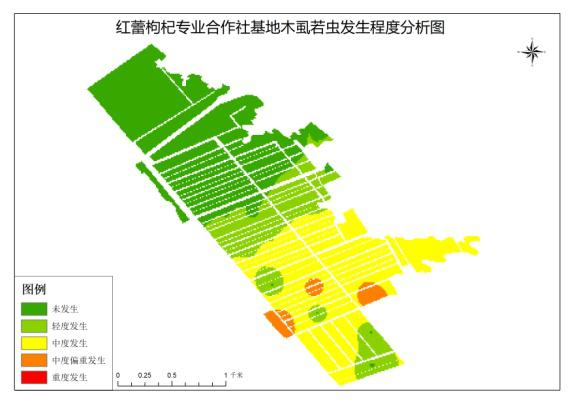 红蕾枸杞专业合作社基地木虱若虫发生程度分析图
图例
未发生
轻度发生
中度发生
中度偏重发生
重度发生
0 0.25 0.5 1 千米